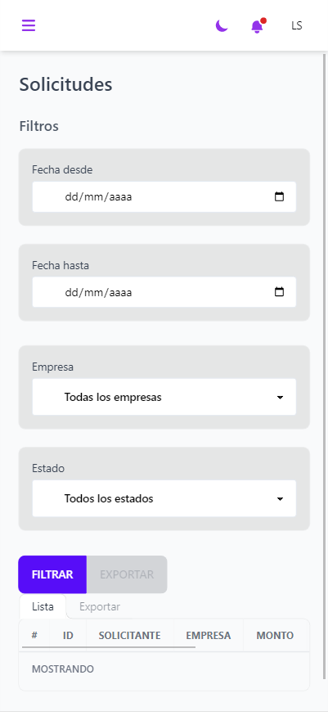 LS
Solicitudes
Filtros
Fecha desde
dd/mm/aaaa
Fecha hasta
dd/mm/aaaa
Empresa
Todas los empresas
Estado
Todos los estados
FILTRAR EXPORTAR
Lista Exportar
# ID SOLICITANTE EMPRESA MONTO
MOSTRANDO